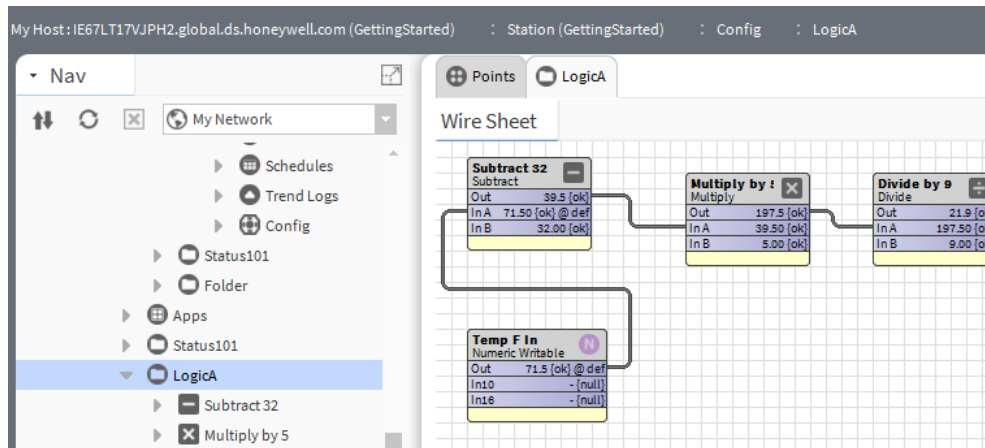 My Host : IE67LT17VJPH2.global.ds.honeywell.com (GettingStarted) : Station (GettingStarted) : Config : LogicA
Nav
My Network
Schedules
Trend Logs
Config
Status101
Folder
Apps
Status101
LogicA
Subtract 32
Multiply by 5
Points
LogicA
Wire Sheet
Subtract 32
Subtract
Out 39.5 {ok}
In A 71.50 {ok} @ def
In B 32.00 {ok}
Multiply by
Multiply
Out 197.5 {ok}
In A 39.50 {ok}
In B 5.00 {ok}
Divide by 9
Divide
Out 21.9 {o
In A 197.50 {o
In B 9.00 {o
Temp F In
Numeric Writable
N
Out 71.5 {ok} @ def
In10 - {null}
In16 - {null}